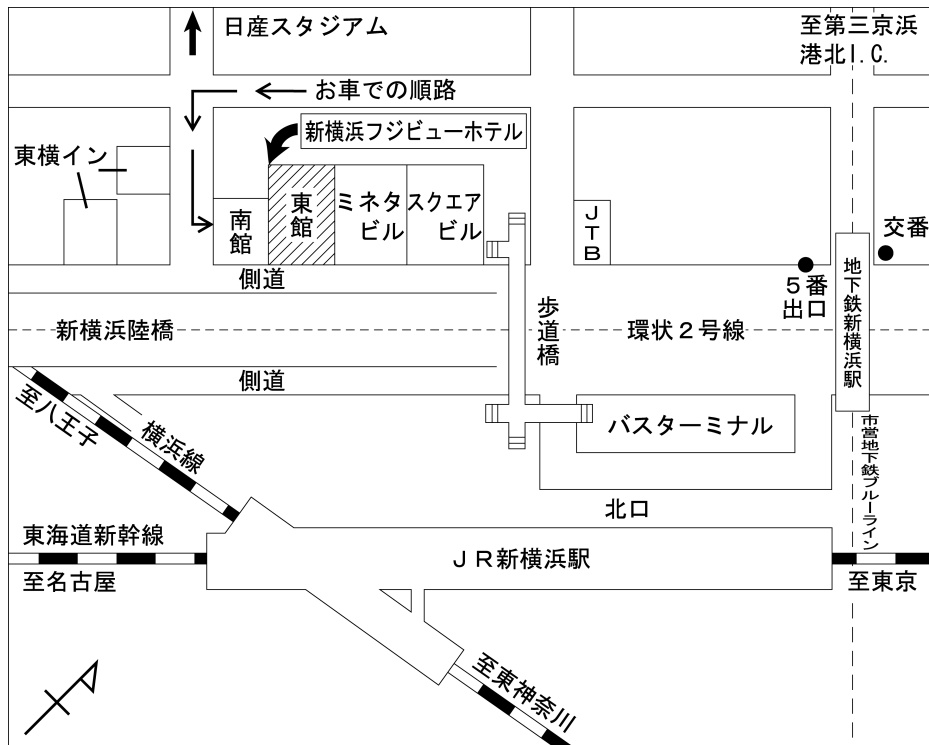 日産スタジアム
至第三京浜
港北I.C.
お車での順路
新横浜フジビューホテル
東横イン
南館
東館
ミネタ
ビル
スクエア
ビル
JTB
交番
側道
5番
出口
地下鉄新横浜駅
新横浜陸橋
歩道橋
環状2号線
側道
至八王子
横浜線
バスターミナル
市営地下鉄ブルーライン
北口
東海道新幹線
JR新横浜駅
至名古屋
至東京
至東神奈川